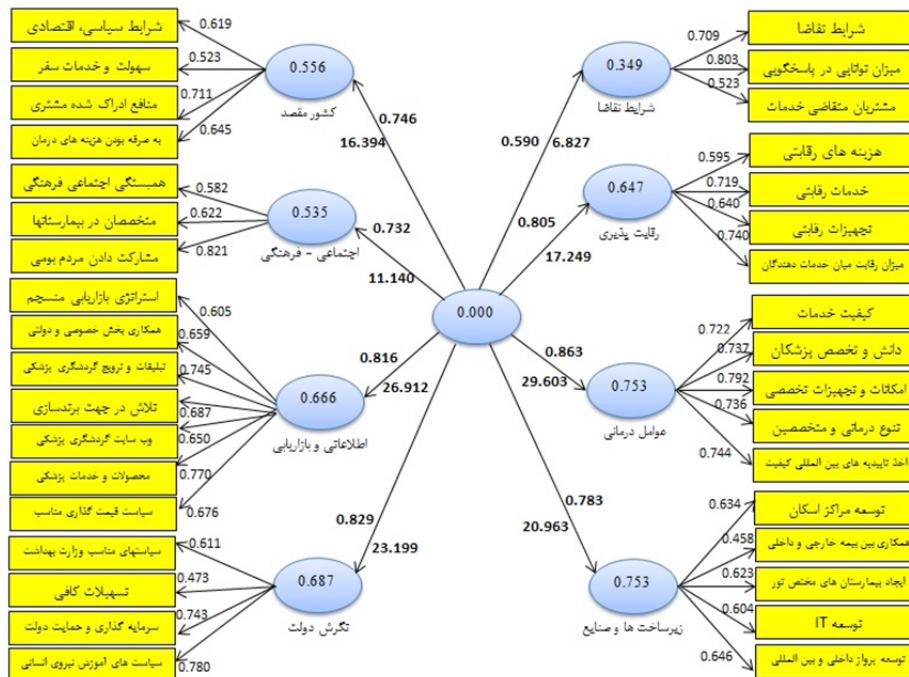 شرایط سیاسی، اقتصادی
سهولت و خدمات سفر
منافع ادراک شده مشتری
به صرفه بودن هزینه های درمان
0.619
0.523
0.711
0.645
0.556
کشور مقصد
0.746
16.394
همبستگی اجتماعی فرهنگی
متخصصان در بیمارستانها
مشارکت دادن مردم بومی
0.582
0.622
0.821
0.535
اجتماعی - فرهنگی
0.732
11.140
استراتژی بازاریابی منسجم
همکاری بخش خصوصی و دولتی
تبلیغات و ترویج گردشگری پزشکی
تلاش در جهت برندسازی
وب سایت گردشگری پزشکی
محصولات و خدمات پزشکی
سیاست قیمت گذاری مناسب
0.605
0.659
0.745
0.687
0.650
0.770
0.676
0.666
اطلاعاتی و بازاریابی
0.816
26.912
سیاستهای مناسب وزارت بهداشت
تسهیلات کافی
سرمایه گذاری و حمایت دولت
سیاست های آموزش نیروی انسانی
0.611
0.473
0.743
0.780
0.687
نگرش دولت
0.829
23.199
0.000
شرایط تقاضا
میزان توانایی در پاسخگویی
مشتریان متقاضی خدمات
0.709
0.803
0.523
0.349
شرایط تقاضا
0.590
6.827
هزینه های رقابتی
خدمات رقابتی
تجهیزات رقابتی
میزان رقابت میان خدمات دهندگان
0.595
0.719
0.640
0.740
0.647
رقابت پذیری
0.805
17.249
کیفیت خدمات
دانش و تخصص پزشکان
امکانات و تجهیزات تخصصی
تنوع درمانی و متخصصین
اخذ تاییدیه های بین المللی کیفیت
0.722
0.737
0.792
0.736
0.744
0.753
عوامل درمانی
0.863
29.603
توسعه مراکز اسکان
همکاری بین بیمه خارجی و داخلی
ایجاد بیمارستان های مختص تور
توسعه IT
توسعه پرواز داخلی و بین المللی
0.634
0.458
0.623
0.604
0.646
0.753
زیرساخت ها و صنایع
0.783
20.963